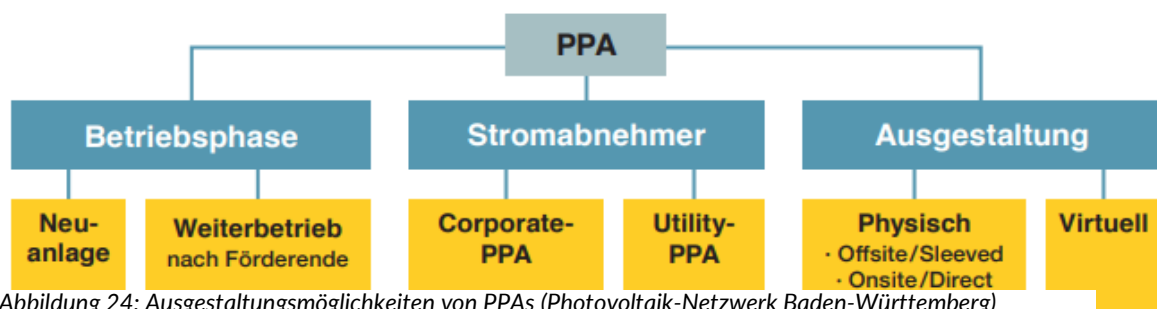 PPA
Betriebsphase
Stromabnehmer
Ausgestaltung
Neu-
anlage
Weiterbetrieb
nach Förderende
Corporate-
PPA
Utility-
PPA
Physisch
· Offsite/Sleeved
· Onsite/Direct
Virtuell
Abbildung 24: Ausgestaltungsmöglichkeiten von PPAs (Photovoltaik-Netzwerk Baden-Württemberg)